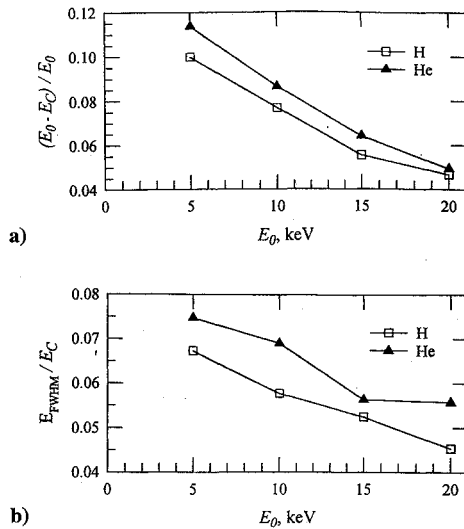 0.12
0.10
0.08
0.06
0.04
(E0 - EC) / E0
H
He
0 5 10 15 20
E0, keV
a)
0.08
0.07
0.06
0.05
0.04
EFWHM / EC
H
He
0 5 10 15 20
E0, keV
b)